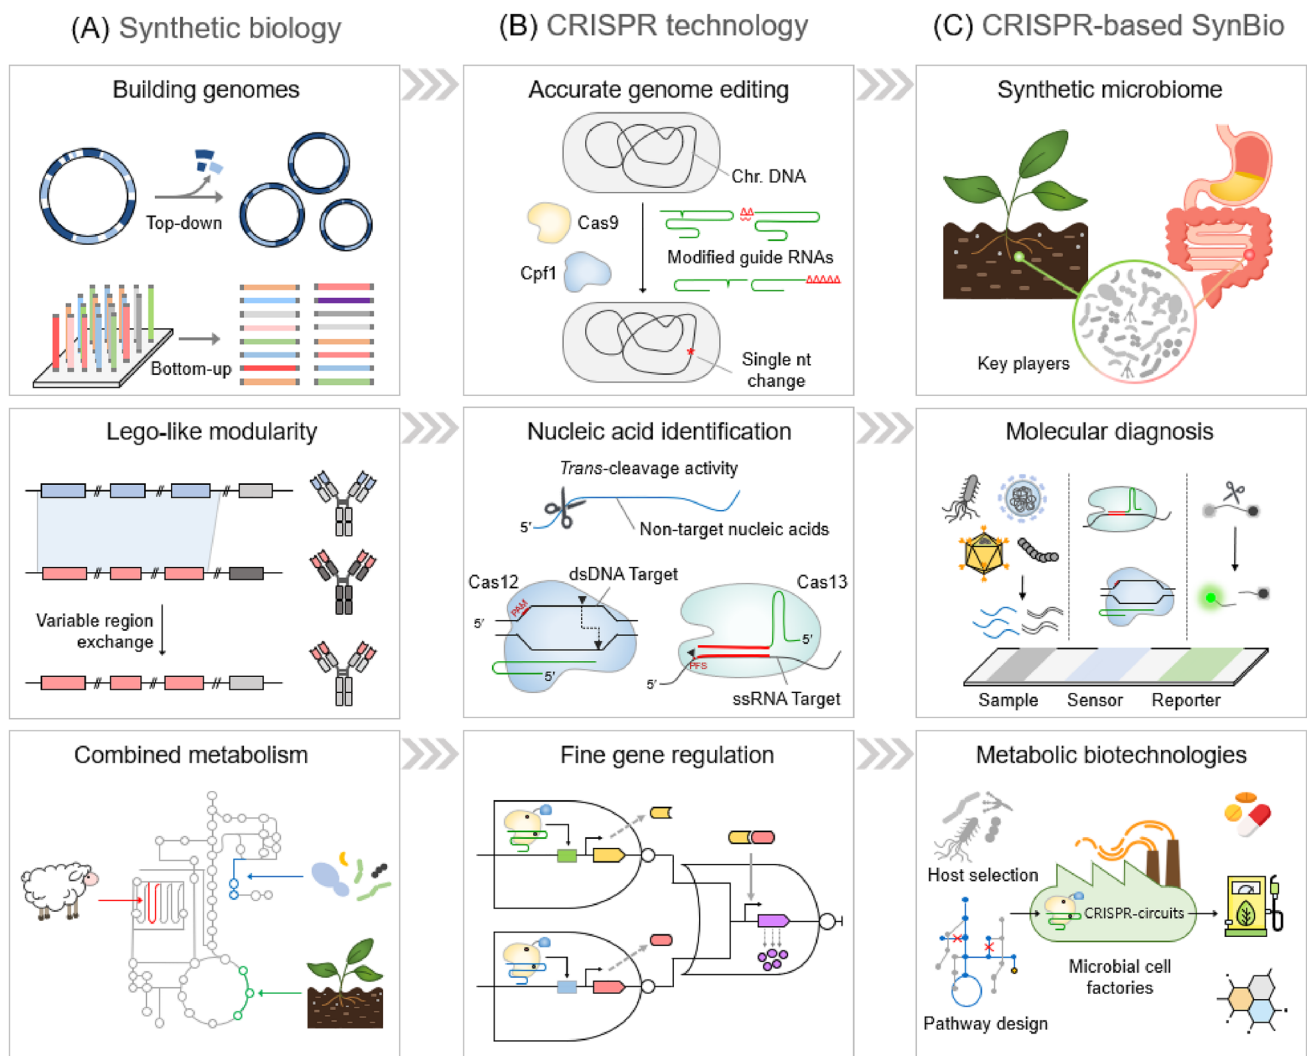 (A) Synthetic biology
(B) CRISPR technology
(C) CRISPR-based SynBio
Building genomes
Top-down
Bottom-up
Accurate genome editing
Chr. DNA
Cas9
Cpf1
Modified guide RNAs
Single nt
change
Synthetic microbiome
Key players
Lego-like modularity
Variable region
exchange
Nucleic acid identification
Trans-cleavage activity
5′
Non-target nucleic acids
Cas12
dsDNA Target
PAM
5′
5′
Cas13
5′
PFS
5′
ssRNA Target
Molecular diagnosis
Sample
Sensor
Reporter
Combined metabolism
Fine gene regulation
Metabolic biotechnologies
Host selection
CRISPR-circuits
Microbial cell
factories
Pathway design